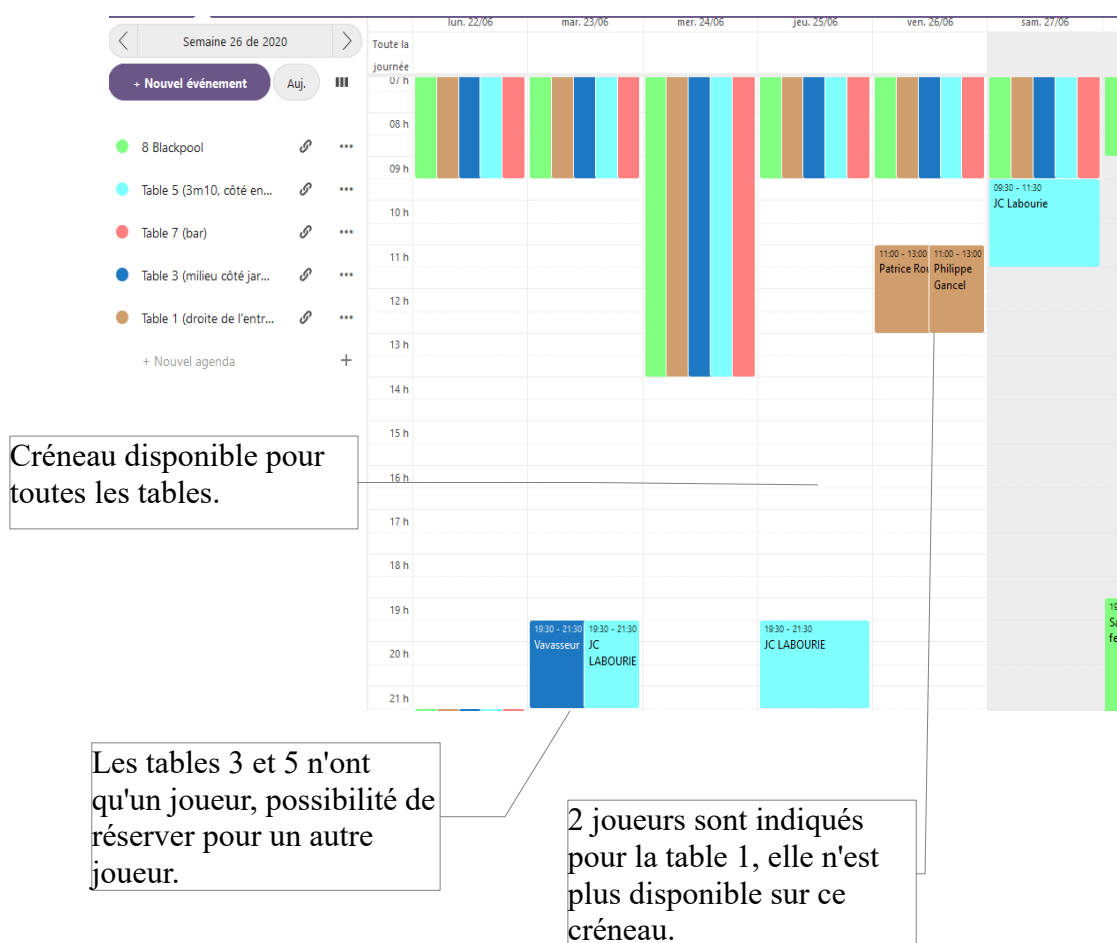 lun. 22/06 mar. 23/06 mer. 24/06 jeu. 25/06 ven. 26/06 sam. 27/06
Semaine 26 de 2020
Toute la
journée
+ Nouvel événement
Auj.
07 h
08 h
8 Blackpool
09 h
Table 5 (3m10, côté en...
09:30 - 11:30
JC Labourie
10 h
Table 7 (bar)
11 h
11:00 - 13:00 11:00 - 13:00
Patrice Rou Philippe
Gancel
Table 3 (milieu côté jar...
12 h
Table 1 (droite de l'entr...
13 h
+ Nouvel agenda
14 h
15 h
Créneau disponible pour
toutes les tables.
16 h
17 h
18 h
19 h
19:30 - 21:30 19:30 - 21:30 19:30 - 21:30
Vavasseur JC JC LABOURIE
LABOURIE
20 h
21 h
Les tables 3 et 5 n'ont
qu'un joueur, possibilité de
réserver pour un autre
joueur.
2 joueurs sont indiqués
pour la table 1, elle n'est
plus disponible sur ce
créneau.